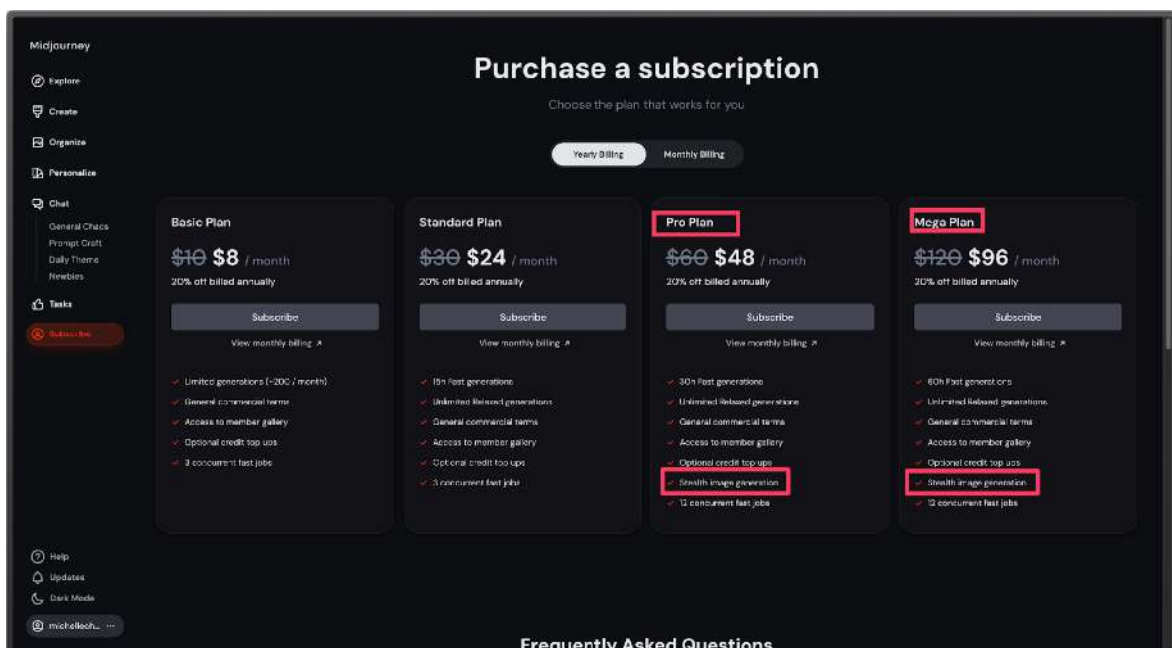 Midjourney
Explore
Create
Organize
Personalize
Chat
General Chaos
Prompt Craft
Daily Theme
Newbies
Tasks
Subscribe
Help
Updates
Dark Mode
michellech... ···
Purchase a subscription
Choose the plan that works for you
Yearly Billing
Monthly Billing
Basic Plan
$10 $8 / month
20% off billed annually
Subscribe
View monthly billing ↗
Limited generations (~200 / month)
General commercial terms
Access to member gallery
Optional credit top ups
3 concurrent fast jobs
Standard Plan
$30 $24 / month
20% off billed annually
Subscribe
View monthly billing ↗
15h Fast generations
Unlimited Relaxed generations
General commercial terms
Access to member gallery
Optional credit top ups
3 concurrent fast jobs
Pro Plan
$60 $48 / month
20% off billed annually
Subscribe
View monthly billing ↗
30h Fast generations
Unlimited Relaxed generations
General commercial terms
Access to member gallery
Optional credit top ups
Stealth image generation
12 concurrent fast jobs
Mega Plan
$120 $96 / month
20% off billed annually
Subscribe
View monthly billing ↗
60h Fast generations
Unlimited Relaxed generations
General commercial terms
Access to member gallery
Optional credit top ups
Stealth image generation
12 concurrent fast jobs
Frequently Asked Questions